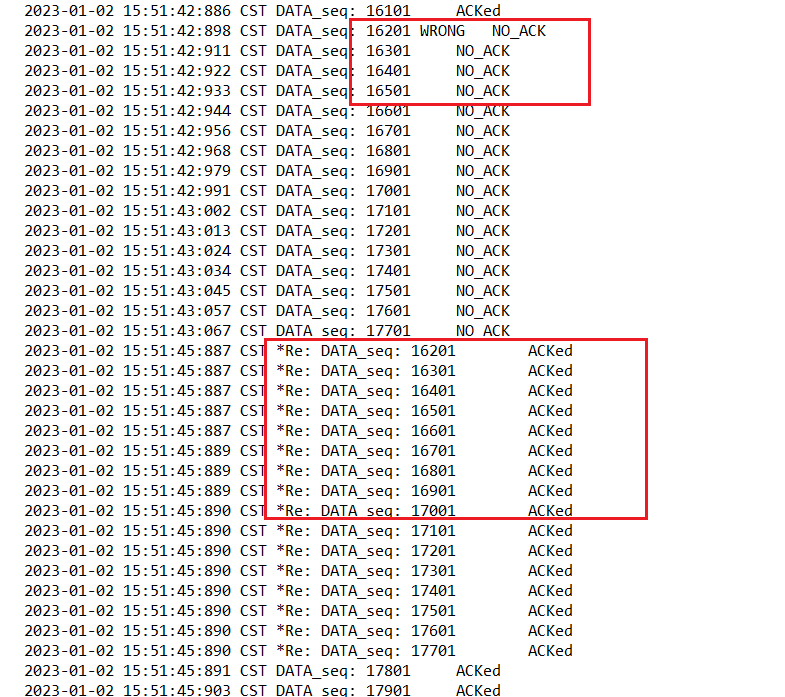 2023-01-02 15:51:42:886 CST DATA_seq: 16101 ACKed
2023-01-02 15:51:42:898 CST DATA_seq: 16201 WRONG NO_ACK
2023-01-02 15:51:42:911 CST DATA_seq: 16301 NO_ACK
2023-01-02 15:51:42:922 CST DATA_seq: 16401 NO_ACK
2023-01-02 15:51:42:933 CST DATA_seq: 16501 NO_ACK
2023-01-02 15:51:42:944 CST DATA_seq: 16601 NO_ACK
2023-01-02 15:51:42:956 CST DATA_seq: 16701 NO_ACK
2023-01-02 15:51:42:968 CST DATA_seq: 16801 NO_ACK
2023-01-02 15:51:42:979 CST DATA_seq: 16901 NO_ACK
2023-01-02 15:51:42:991 CST DATA_seq: 17001 NO_ACK
2023-01-02 15:51:43:002 CST DATA_seq: 17101 NO_ACK
2023-01-02 15:51:43:013 CST DATA_seq: 17201 NO_ACK
2023-01-02 15:51:43:024 CST DATA_seq: 17301 NO_ACK
2023-01-02 15:51:43:034 CST DATA_seq: 17401 NO_ACK
2023-01-02 15:51:43:045 CST DATA_seq: 17501 NO_ACK
2023-01-02 15:51:43:057 CST DATA_seq: 17601 NO_ACK
2023-01-02 15:51:43:067 CST DATA_seq: 17701 NO_ACK
2023-01-02 15:51:45:887 CST *Re: DATA_seq: 16201 ACKed
2023-01-02 15:51:45:887 CST *Re: DATA_seq: 16301 ACKed
2023-01-02 15:51:45:887 CST *Re: DATA_seq: 16401 ACKed
2023-01-02 15:51:45:887 CST *Re: DATA_seq: 16501 ACKed
2023-01-02 15:51:45:887 CST *Re: DATA_seq: 16601 ACKed
2023-01-02 15:51:45:889 CST *Re: DATA_seq: 16701 ACKed
2023-01-02 15:51:45:889 CST *Re: DATA_seq: 16801 ACKed
2023-01-02 15:51:45:889 CST *Re: DATA_seq: 16901 ACKed
2023-01-02 15:51:45:890 CST *Re: DATA_seq: 17001 ACKed
2023-01-02 15:51:45:890 CST *Re: DATA_seq: 17101 ACKed
2023-01-02 15:51:45:890 CST *Re: DATA_seq: 17201 ACKed
2023-01-02 15:51:45:890 CST *Re: DATA_seq: 17301 ACKed
2023-01-02 15:51:45:890 CST *Re: DATA_seq: 17401 ACKed
2023-01-02 15:51:45:890 CST *Re: DATA_seq: 17501 ACKed
2023-01-02 15:51:45:890 CST *Re: DATA_seq: 17601 ACKed
2023-01-02 15:51:45:890 CST *Re: DATA_seq: 17701 ACKed
2023-01-02 15:51:45:891 CST DATA_seq: 17801 ACKed
2023-01-02 15:51:45:903 CST DATA_seq: 17901 ACKed